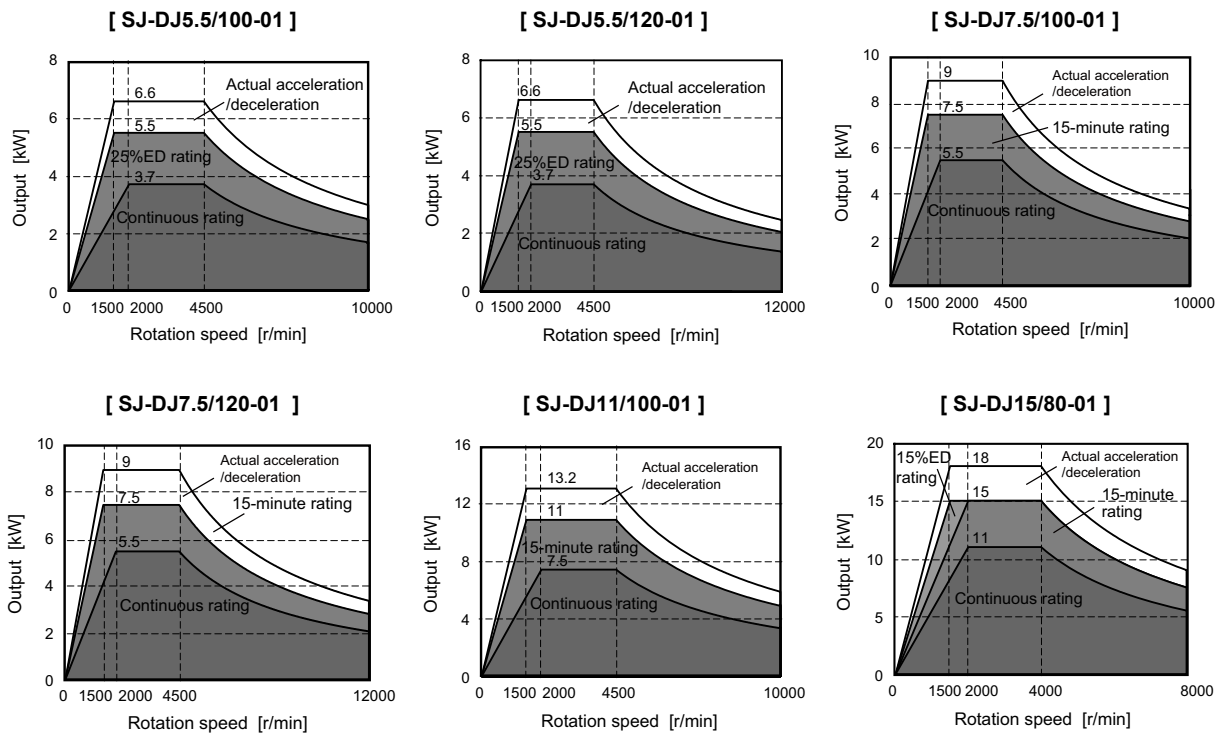 [ SJ-DJ5.5/100-01 ]
8
6
4
2
0
Output [kW]
6.6
5.5
3.7
Actual acceleration
/deceleration
25%ED rating
Continuous rating
0 1500 2000 4500 10000
Rotation speed [r/min]
[ SJ-DJ5.5/120-01 ]
8
6
4
2
0
Output [kW]
6.6
5.5
3.7
Actual acceleration
/deceleration
25%ED rating
Continuous rating
0 1500 2000 4500 12000
Rotation speed [r/min]
[ SJ-DJ7.5/100-01 ]
10
8
6
4
2
0
Output [kW]
9
7.5
5.5
Actual acceleration
/deceleration
15-minute rating
Continuous rating
0 1500 2000 4500 10000
Rotation speed [r/min]
[ SJ-DJ7.5/120-01 ]
10
8
6
4
2
0
Output [kW]
9
7.5
5.5
Actual acceleration
/deceleration
15-minute rating
Continuous rating
0 1500 2000 4500 12000
Rotation speed [r/min]
[ SJ-DJ11/100-01 ]
16
12
8
4
0
Output [kW]
13.2
11
7.5
Actual acceleration
/deceleration
15-minute rating
Continuous rating
0 1500 2000 4500 10000
Rotation speed [r/min]
[ SJ-DJ15/80-01 ]
20
15
10
5
0
Output [kW]
15%ED
rating
18
15
11
Actual acceleration
/deceleration
15-minute
rating
Continuous rating
0 1500 2000 4000 8000
Rotation speed [r/min]